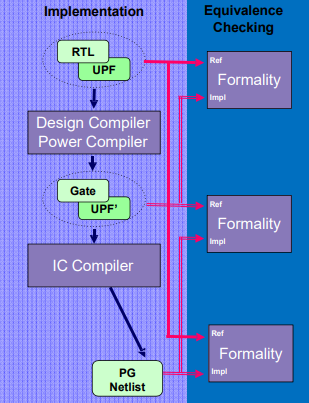 Implementation
Equivalence
Checking
RTL
UPF
Ref
Formality
Impl
Design Compiler
Power Compiler
Gate
UPF'
Ref
Formality
Impl
IC Compiler
Ref
Formality
Impl
PG
Netlist